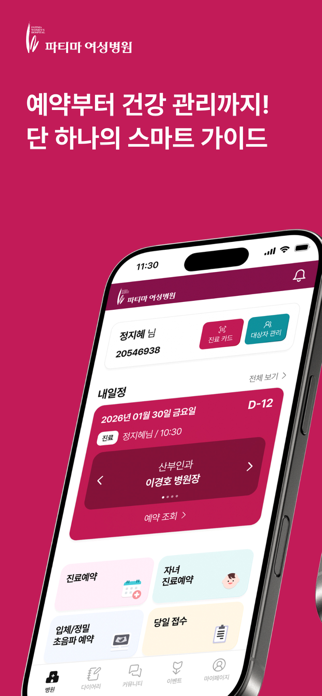 파티마 여성병원
예약부터 건강 관리까지!
단 하나의 스마트 가이드
11:30
파티마 여성병원
정지혜 님
20546938
진료 카드
대상자 관리
내일정
전체 보기
2026년 01월 30일 금요일
D-12
진료
정지혜님 / 10:30
산부인과
이경호 병원장
예약 조회
진료예약
자녀
진료예약
입체/정밀
초음파 예약
당일 접수
병원
다이어리
커뮤니티
이벤트
마이페이지